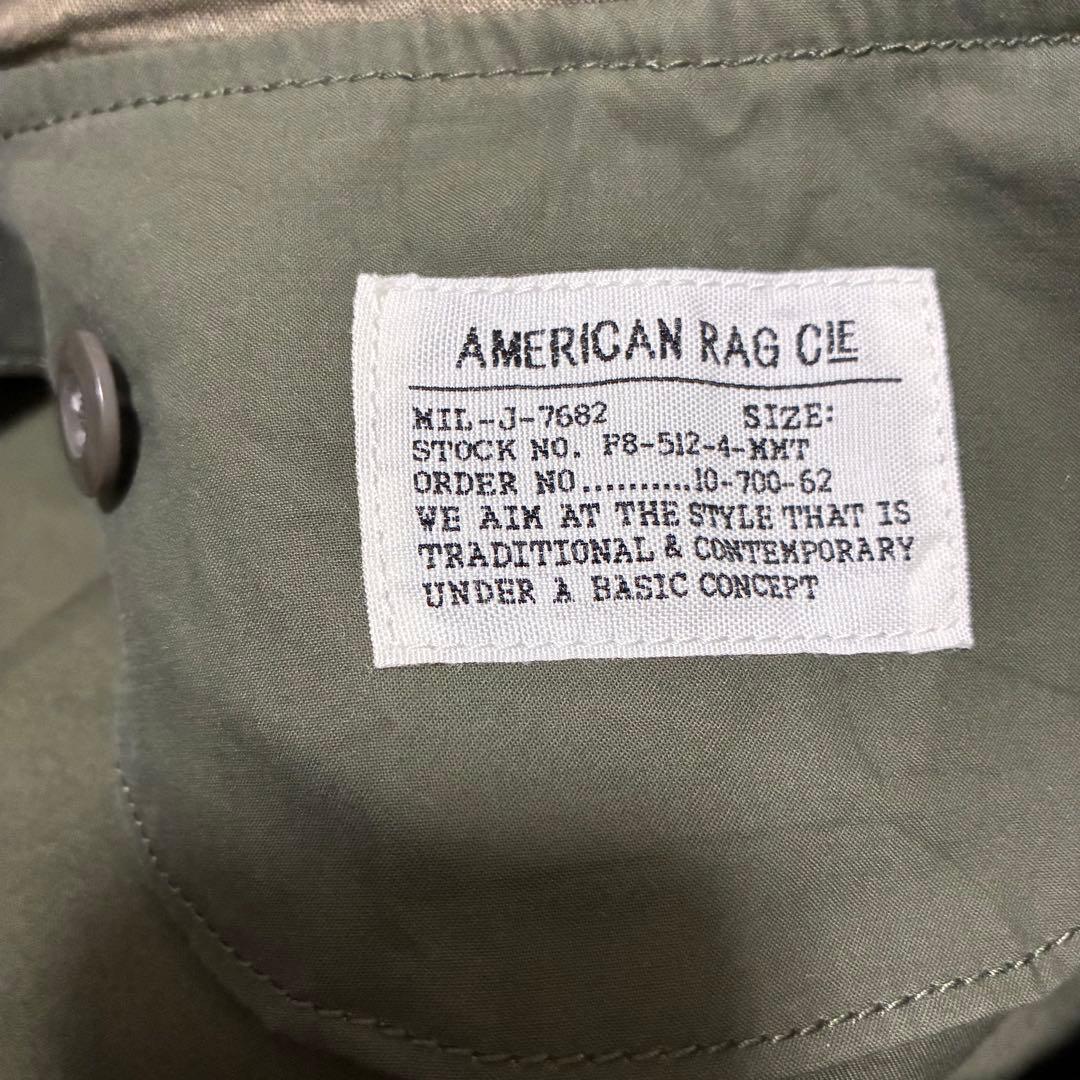 AMERICAN RAG CIE
MIL-J-7682 SIZE:
STOCK NO. F8-512-4-MMT
ORDER NO..........10-700-62
WE AIM AT THE STYLE THAT IS
TRADITIONAL & CONTEMPORARY
UNDER A BASIC CONCEPT